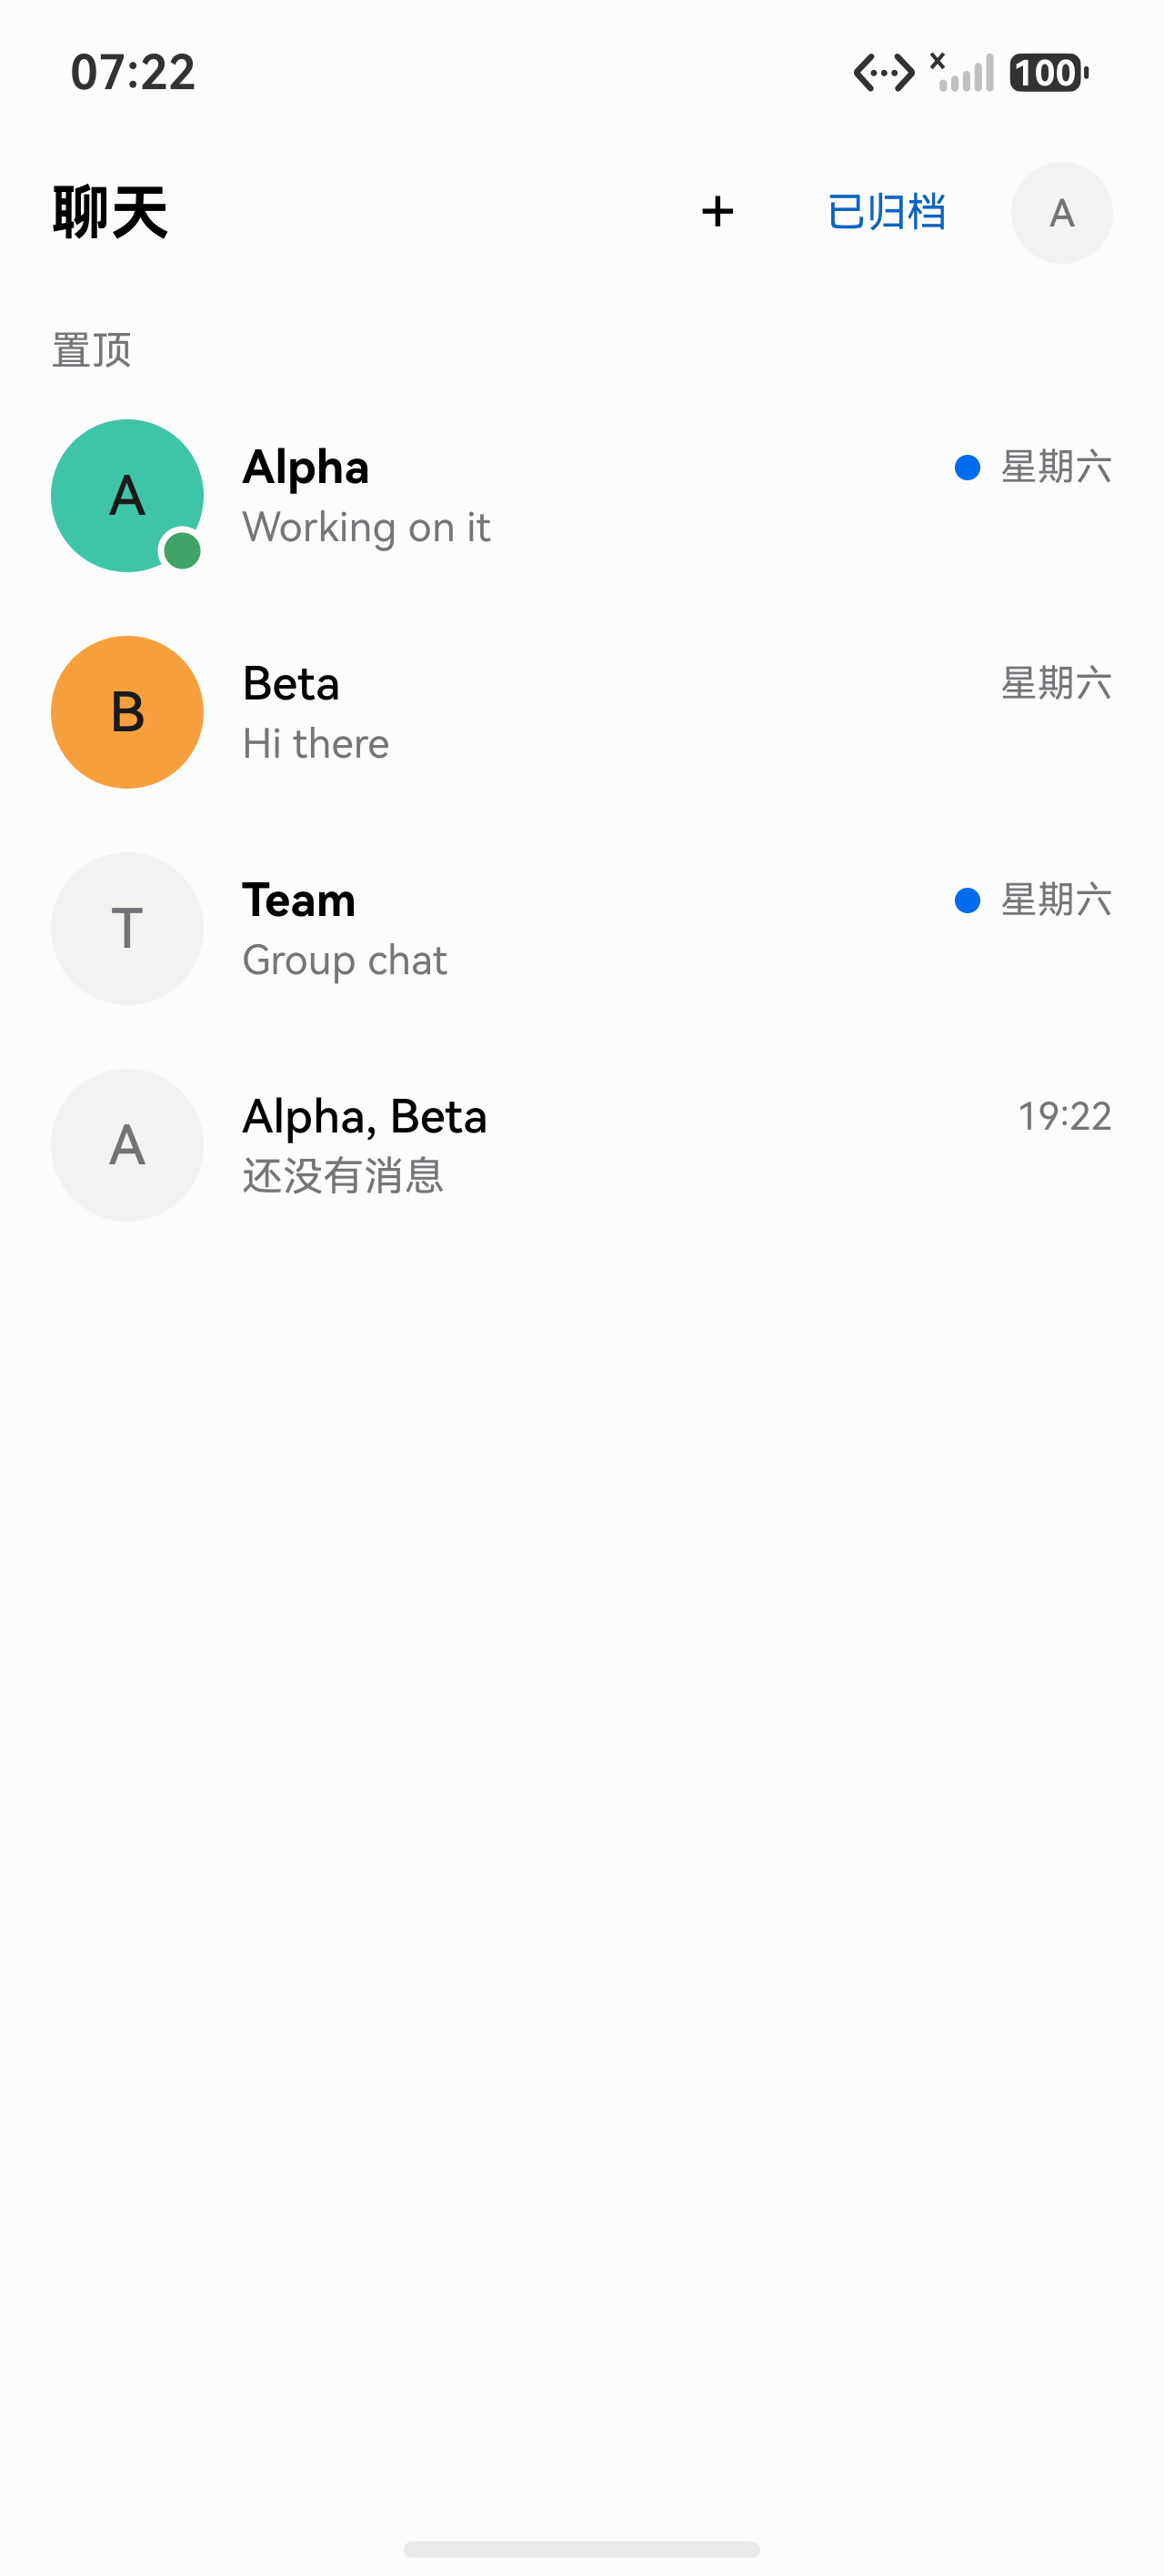 07:22
100
聊天
+
已归档
A
置顶
A
Alpha
星期六
Working on it
B
Beta
星期六
Hi there
T
Team
星期六
Group chat
A
Alpha, Beta
19:22
还没有消息